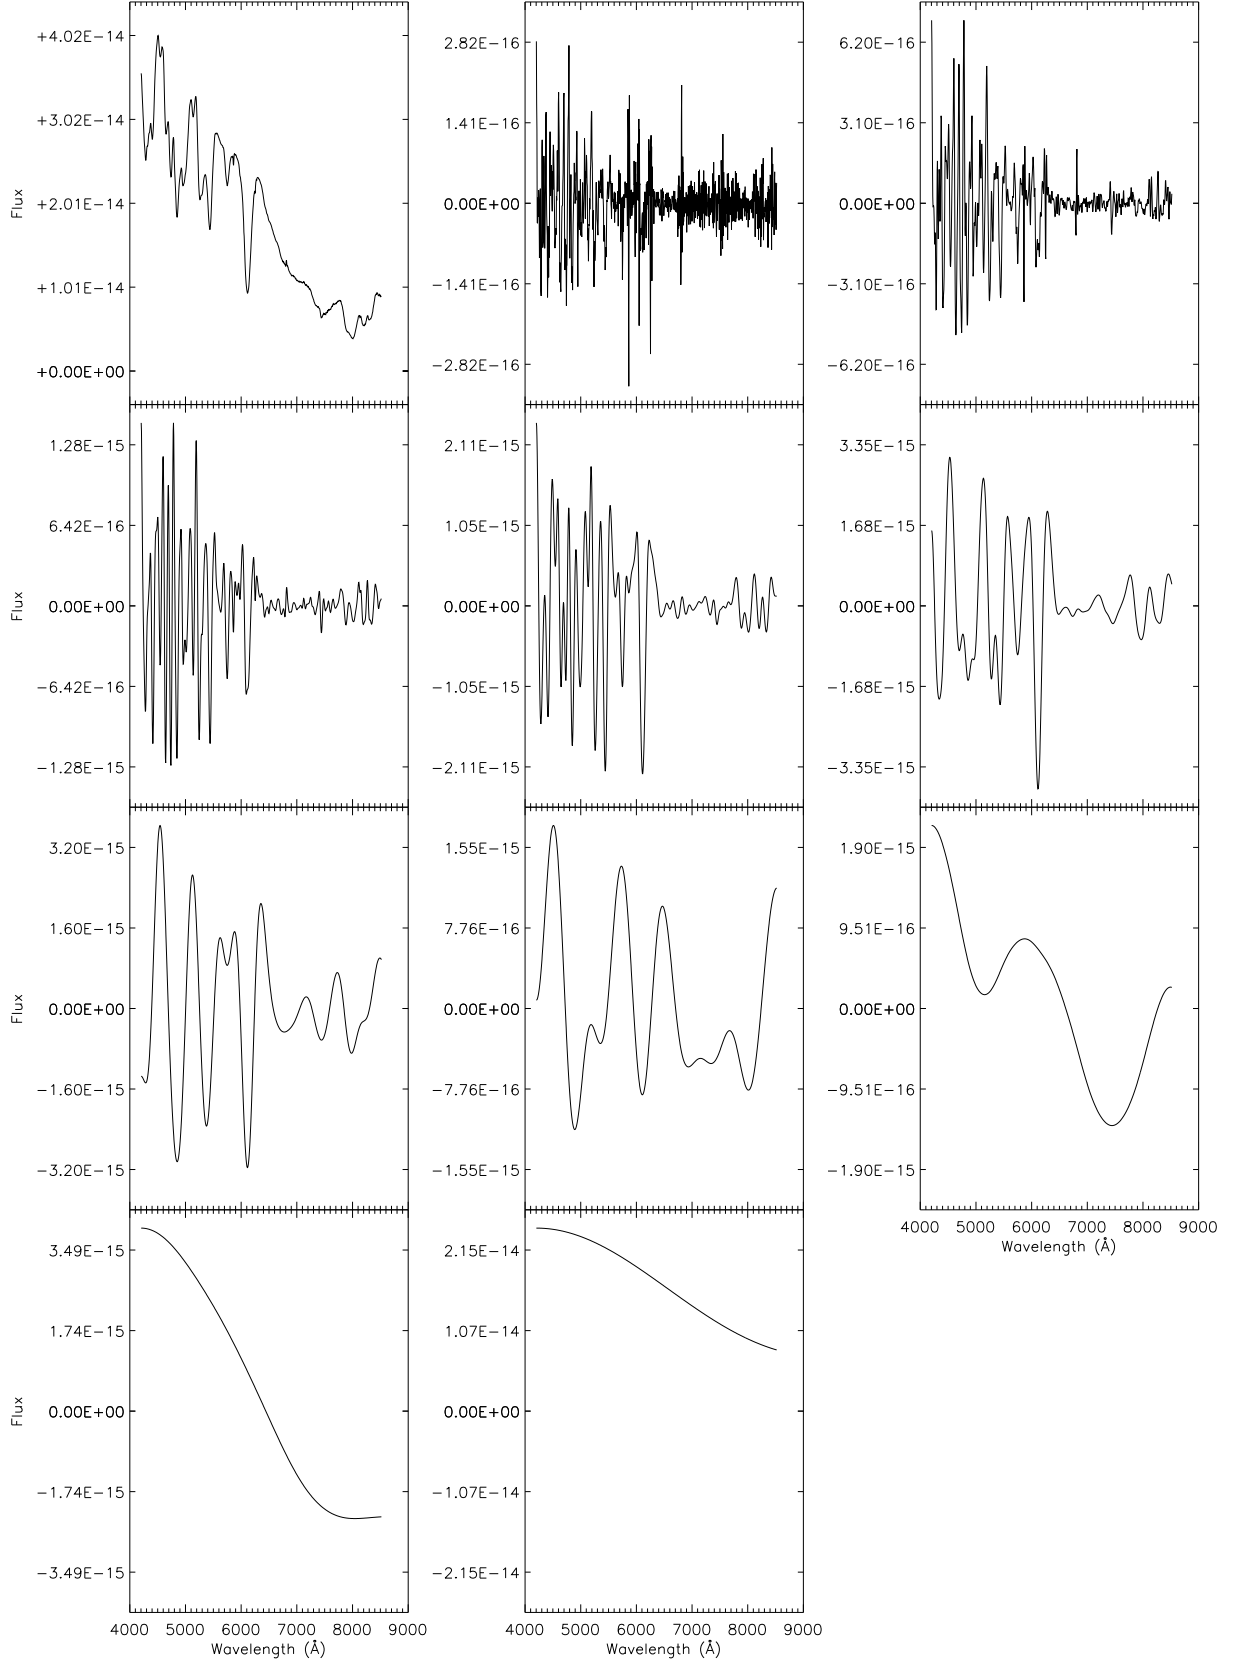 +4.02E−14
+3.02E−14
+2.01E−14
+1.01E−14
+0.00E+00
Flux
2.82E−16
1.41E−16
0.00E+00
−1.41E−16
−2.82E−16
6.20E−16
3.10E−16
0.00E+00
−3.10E−16
−6.20E−16
1.28E−15
6.42E−16
0.00E+00
−6.42E−16
−1.28E−15
Flux
2.11E−15
1.05E−15
0.00E+00
−1.05E−15
−2.11E−15
3.35E−15
1.68E−15
0.00E+00
−1.68E−15
−3.35E−15
3.20E−15
1.60E−15
0.00E+00
−1.60E−15
−3.20E−15
Flux
1.55E−15
7.76E−16
0.00E+00
−7.76E−16
−1.55E−15
1.90E−15
9.51E−16
0.00E+00
−9.51E−16
−1.90E−15
4000 5000 6000 7000 8000 9000
Wavelength (Å)
3.49E−15
1.74E−15
0.00E+00
−1.74E−15
−3.49E−15
Flux
4000 5000 6000 7000 8000 9000
Wavelength (Å)
2.15E−14
1.07E−14
0.00E+00
−1.07E−14
−2.15E−14
4000 5000 6000 7000 8000 9000
Wavelength (Å)